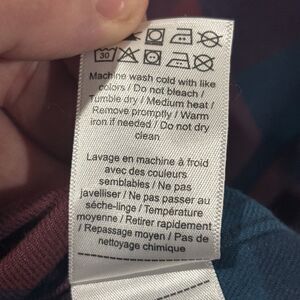 30
Machine wash cold with like
colors / Do not bleach /
Tumble dry / Medium heat /
Remove promptly / Warm
iron if needed / Do not dry
clean
Lavage en machine à froid
avec des couleurs
semblables / Ne pas
javelliser / Ne pas passer au
sèche-linge / Température
moyenne / Retirer rapidement
/ Repassage moyen / Pas de
nettoyage chimique